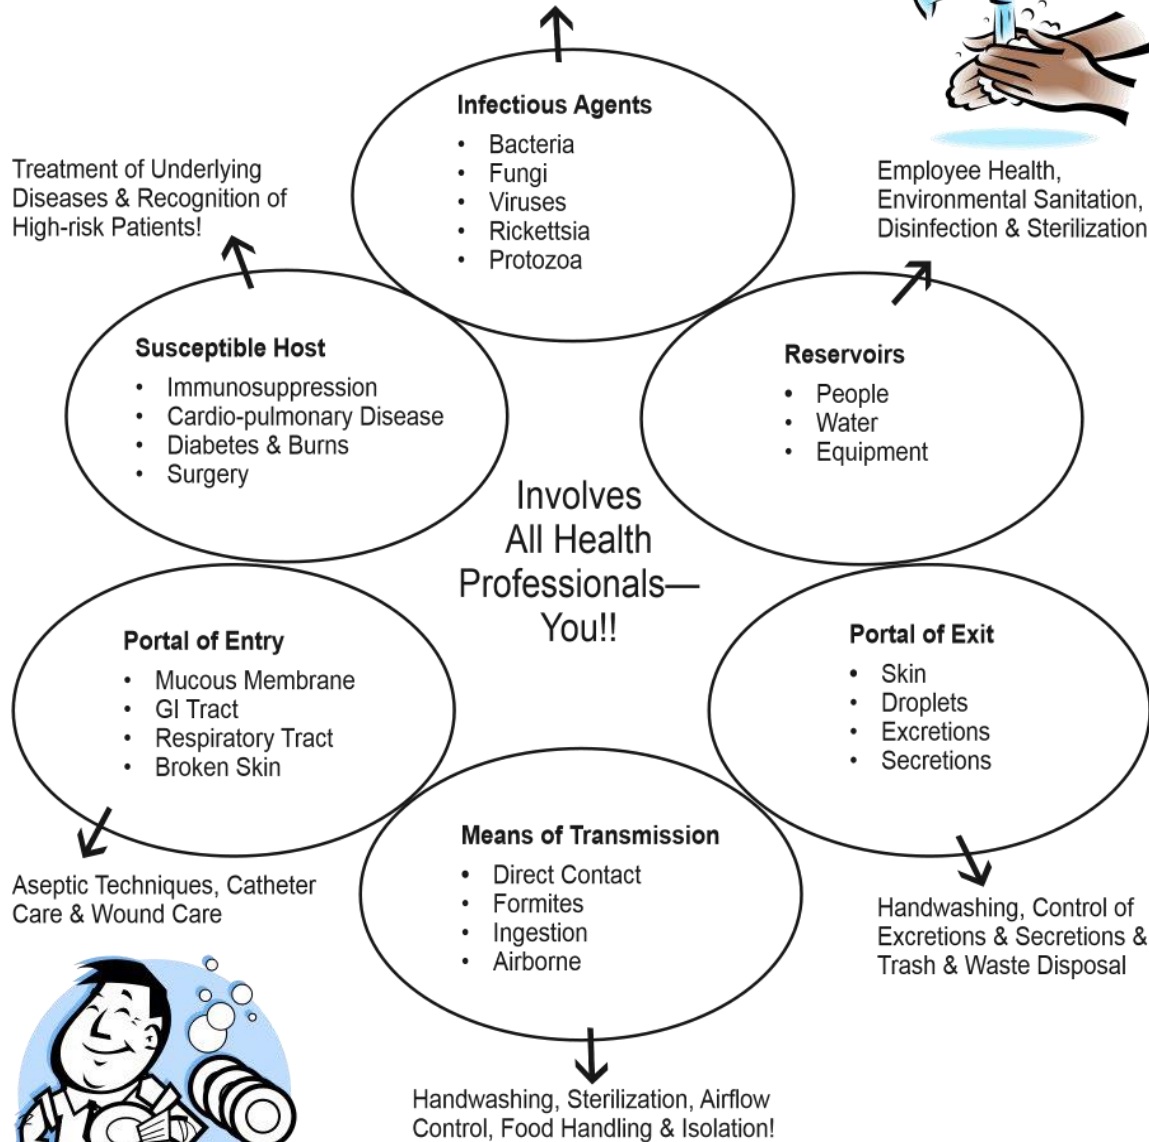 Infectious Agents
• Bacteria
• Fungi
• Viruses
• Rickettsia
• Protozoa
Treatment of Underlying
Diseases & Recognition of
High-risk Patients!
Employee Health,
Environmental Sanitation,
Disinfection & Sterilization
Susceptible Host
• Immunosuppression
• Cardio-pulmonary Disease
• Diabetes & Burns
• Surgery
Reservoirs
• People
• Water
• Equipment
Involves
All Health
Professionals—
You!!
Portal of Entry
• Mucous Membrane
• GI Tract
• Respiratory Tract
• Broken Skin
Portal of Exit
• Skin
• Droplets
• Excretions
• Secretions
Means of Transmission
• Direct Contact
• Formites
• Ingestion
• Airborne
Aseptic Techniques, Catheter
Care & Wound Care
Handwashing, Control of
Excretions & Secretions &
Trash & Waste Disposal
Handwashing, Sterilization, Airflow
Control, Food Handling & Isolation!